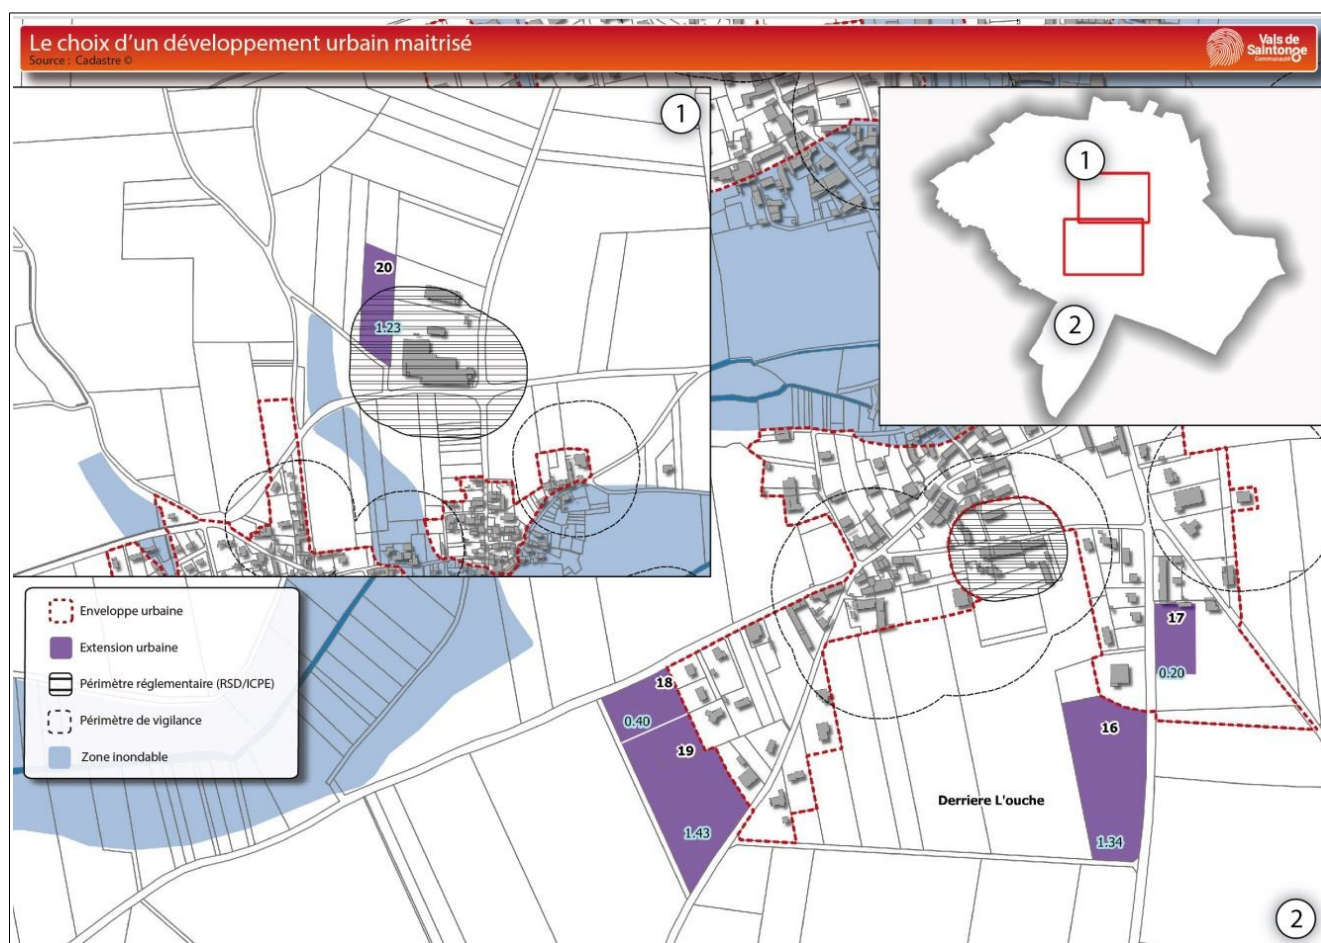 Le choix d'un développement urbain maitrisé
Source : Cadastre ©
Vals de
Saintonge
Communauté
1
1
2
20
1.23
Enveloppe urbaine
Extension urbaine
Périmètre réglementaire (RSD/ICPE)
Périmètre de vigilance
Zone inondable
17
0.20
18
0.40
19
1.43
16
1.34
Derriere L'ouche
2